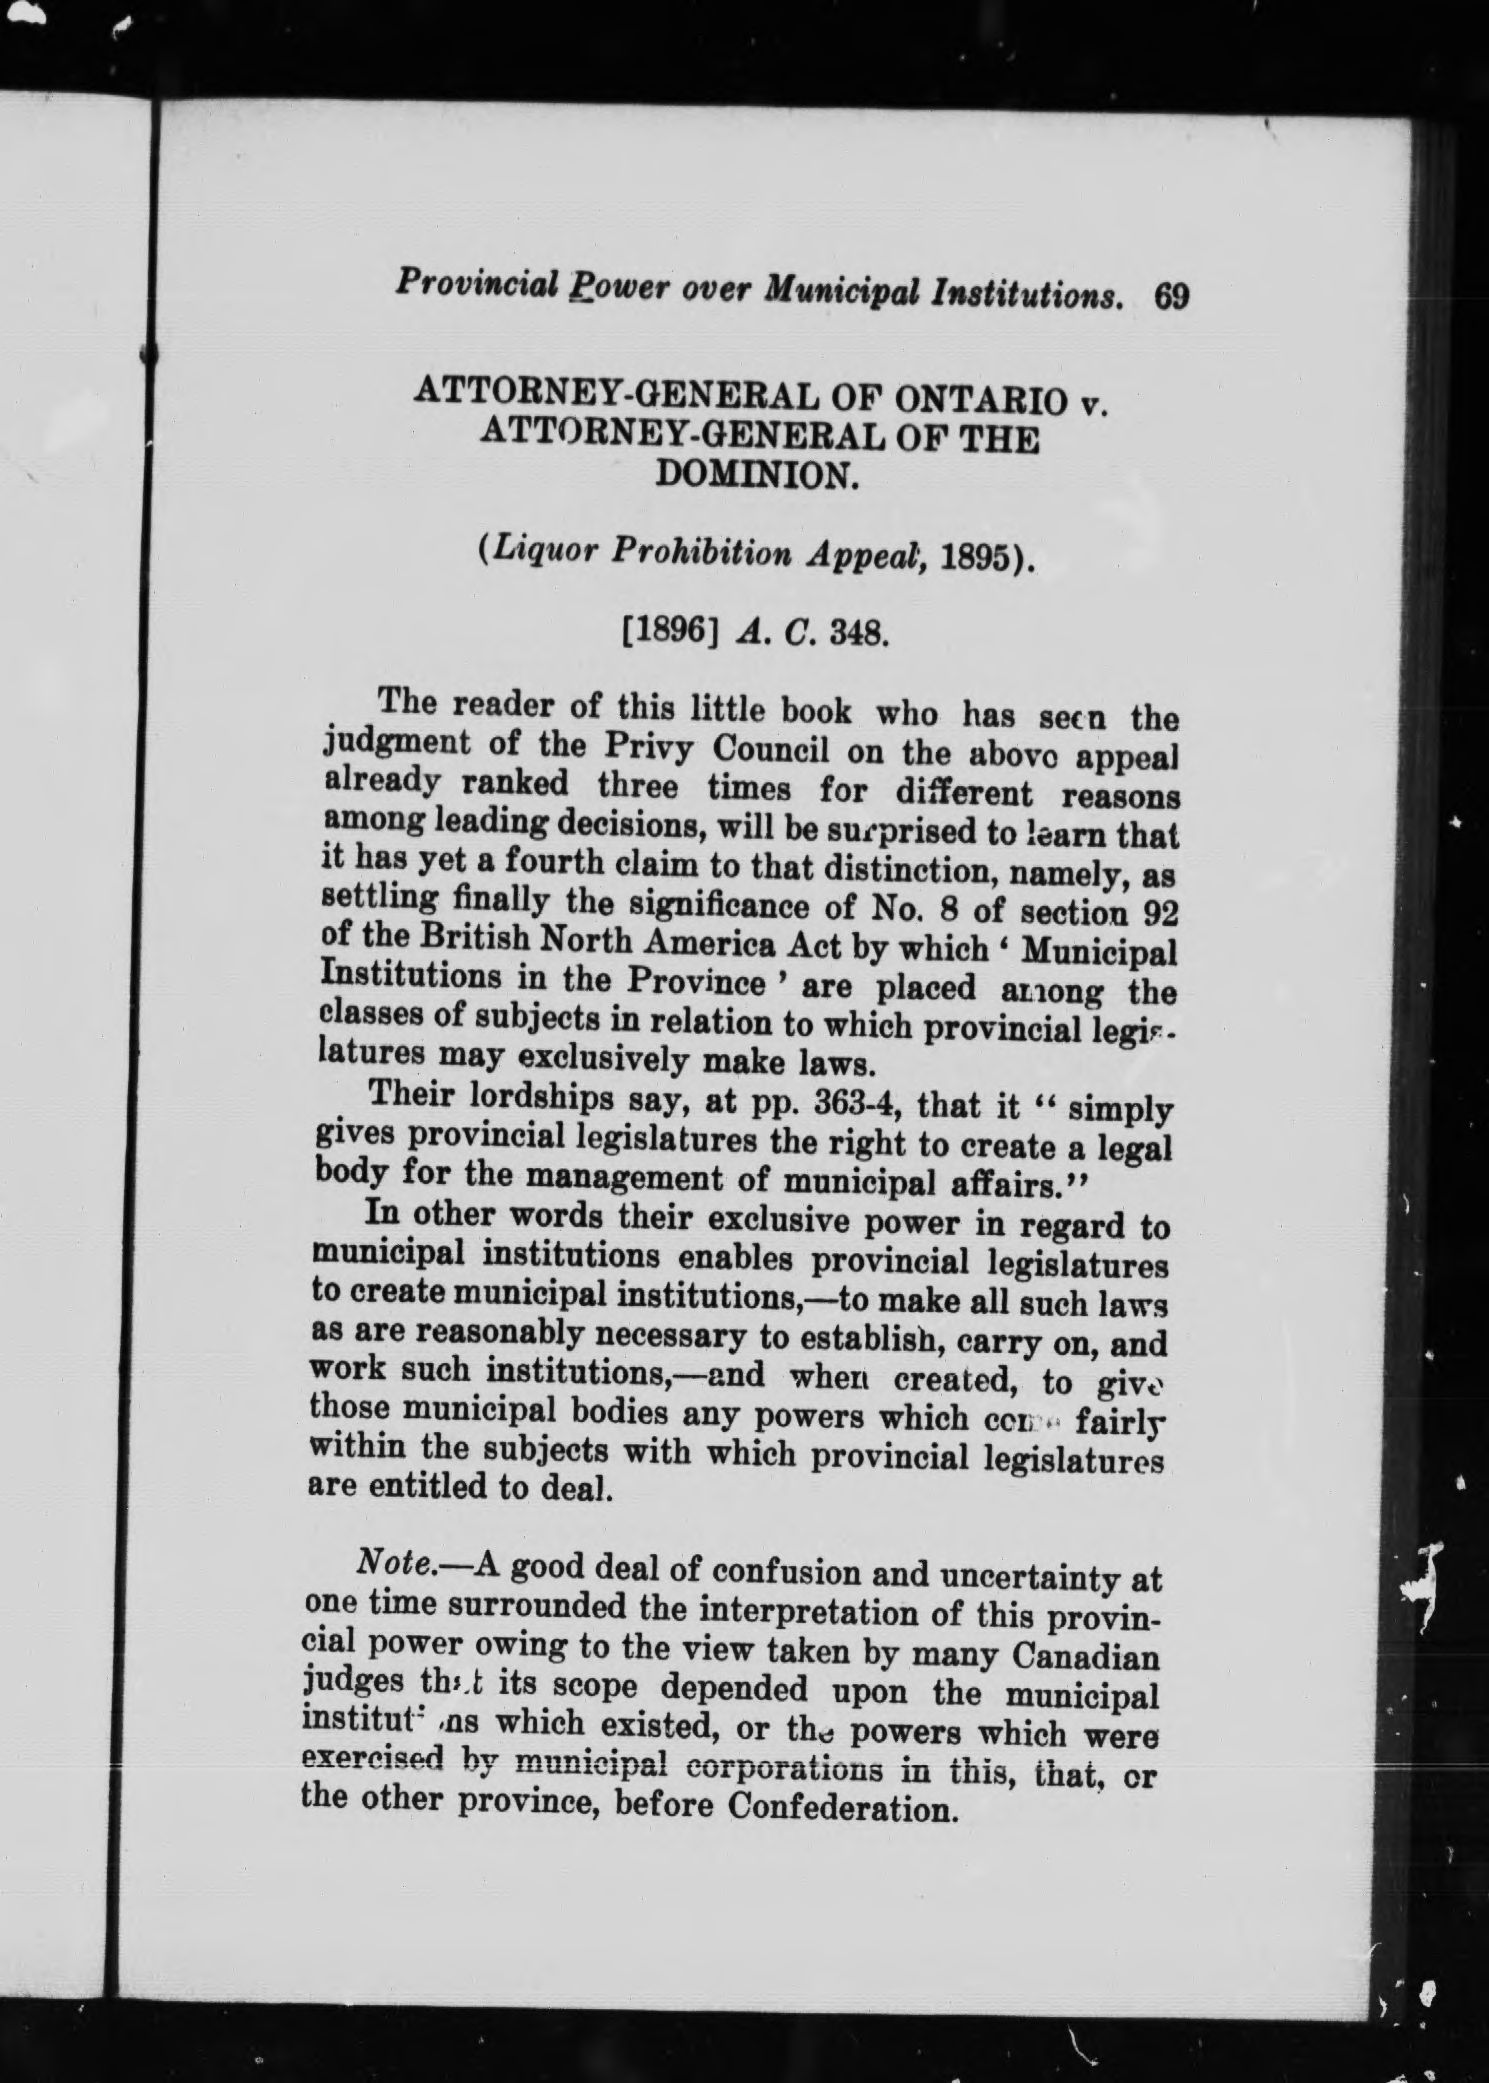 Provincial Power over Municipal Institutions. 69
ATTORNEY-GENERAL OF ONTARIO v.
ATTORNEY-GENERAL OF THE
DOMINION.
(Liquor Prohibition Appeal, 1895).
[1896] A. C. 348.
The reader of this little book who has seen the
judgment of the Privy Council on the above appeal
already ranked three times for different reasons
among leading decisions, will be surprised to learn that
it has yet a fourth claim to that distinction, namely, as
settling finally the significance of No. 8 of section 92
of the British North America Act by which ‘ Municipal
Institutions in the Province ’ are placed among the
classes of subjects in relation to which provincial legis-
latures may exclusively make laws.
Their lordships say, at pp. 363-4, that it “ simply
gives provincial legislatures the right to create a legal
body for the management of municipal affairs.”
In other words their exclusive power in regard to
municipal institutions enables provincial legislatures
to create municipal institutions,—to make all such laws
as are reasonably necessary to establish, carry on, and
work such institutions,—and when created, to give
those municipal bodies any powers which come fairly
within the subjects with which provincial legislatures
are entitled to deal.
Note.—A good deal of confusion and uncertainty at
one time surrounded the interpretation of this provin-
cial power owing to the view taken by many Canadian
judges that its scope depended upon the municipal
institutions which existed, or the powers which were
exercised by municipal corporations in this, that, or
the other province, before Confederation.